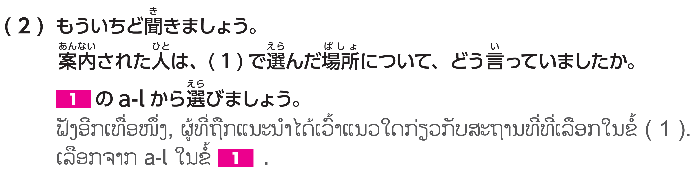 (2) もういちど聞きましょう。
案内された人は、(1)で選んだ場所について、どう言っていましたか。
1 の a-l から選びましょう。
ຟັງອີກເທື່ອໜຶ່ງ, ຜູ້ທີ່ຖືກແນະນຳໄດ້ເວົ້າແນວໃດກ່ຽວກັບສະຖານທີ່ທີ່ເລືອກໃນຂໍ້ (1).
ເລືອກຈາກ a-l ໃນຂໍ້ 1 .